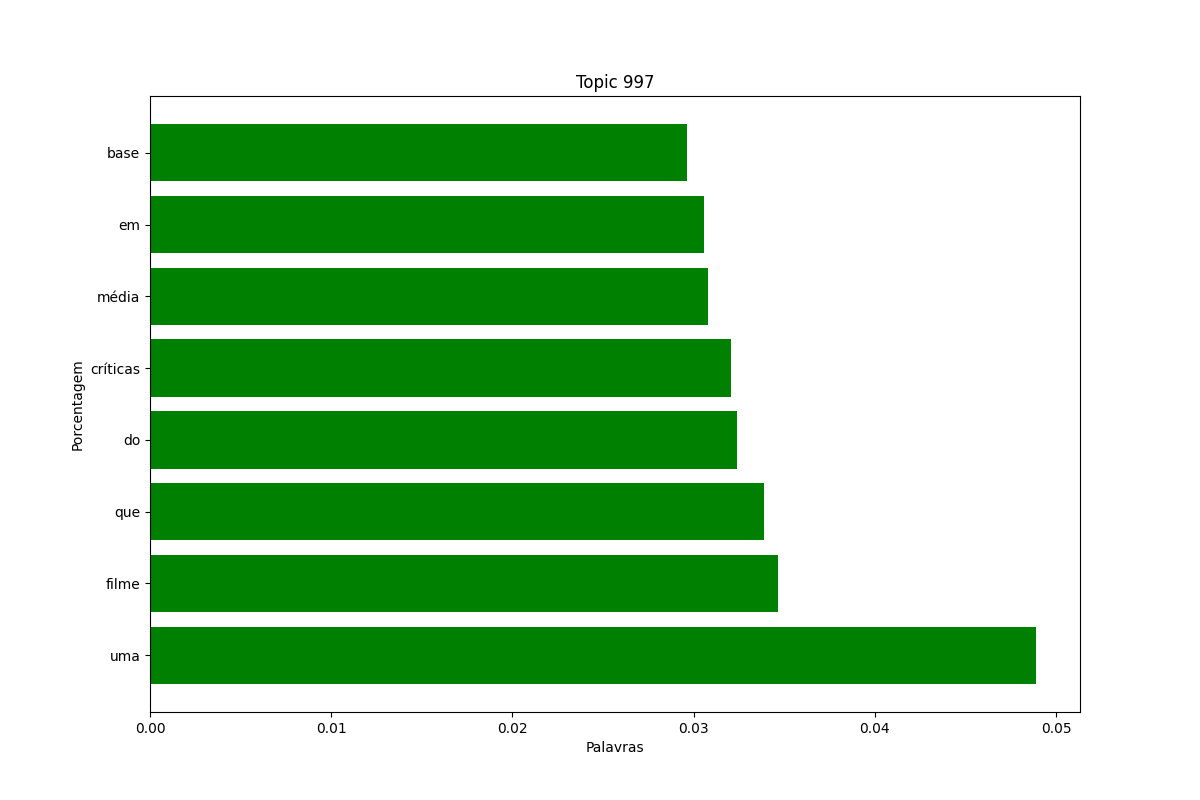 Topic 997
base
em
média
críticas
do
que
filme
uma
Porcentagem
0.00 0.01 0.02 0.03 0.04 0.05
Palavras